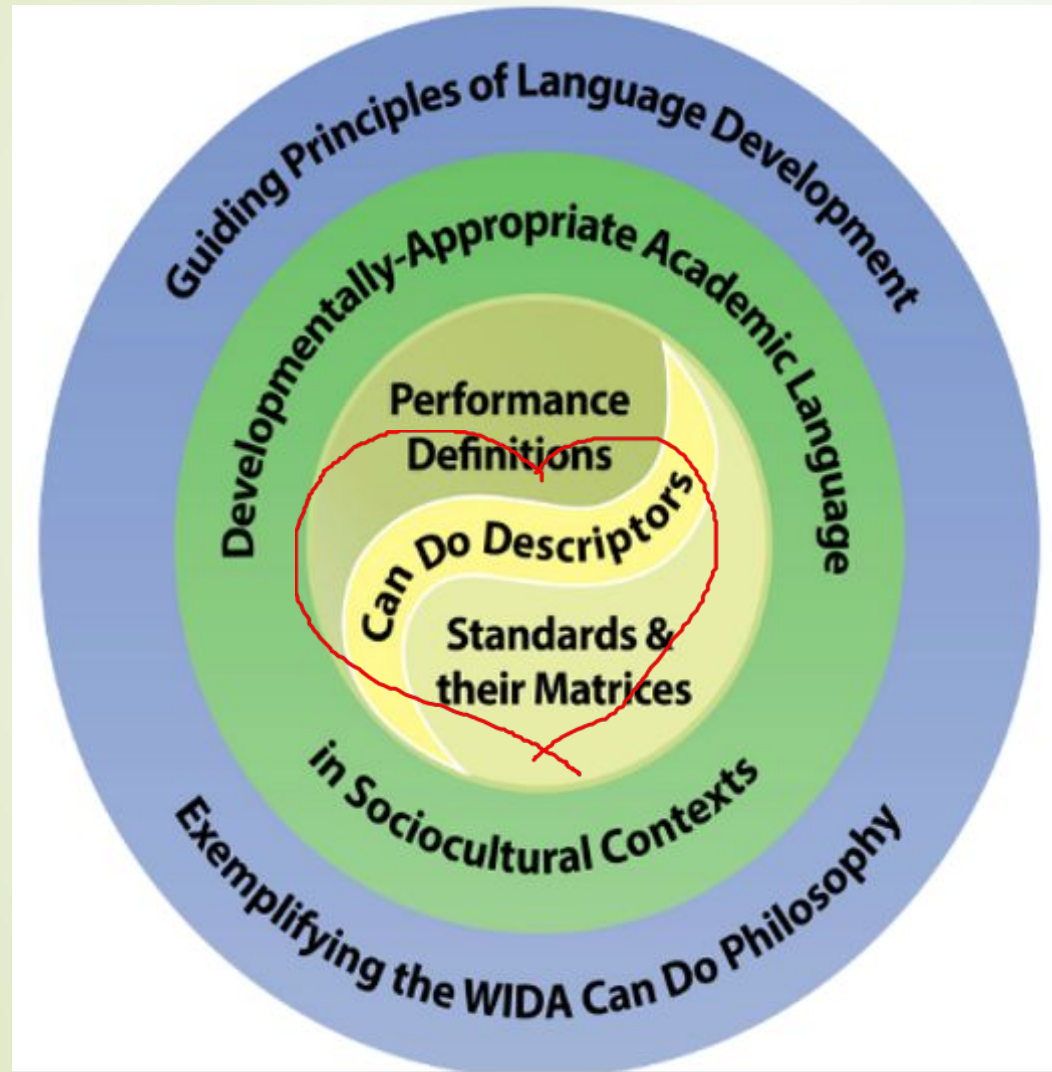 Guiding Principles of Language Development
Developmentally-Appropriate Academic Language
Performance
Definitions
Can Do Descriptors
Standards &
their Matrices
in Sociocultural Contexts
Exemplifying the WIDA Can Do Philosophy